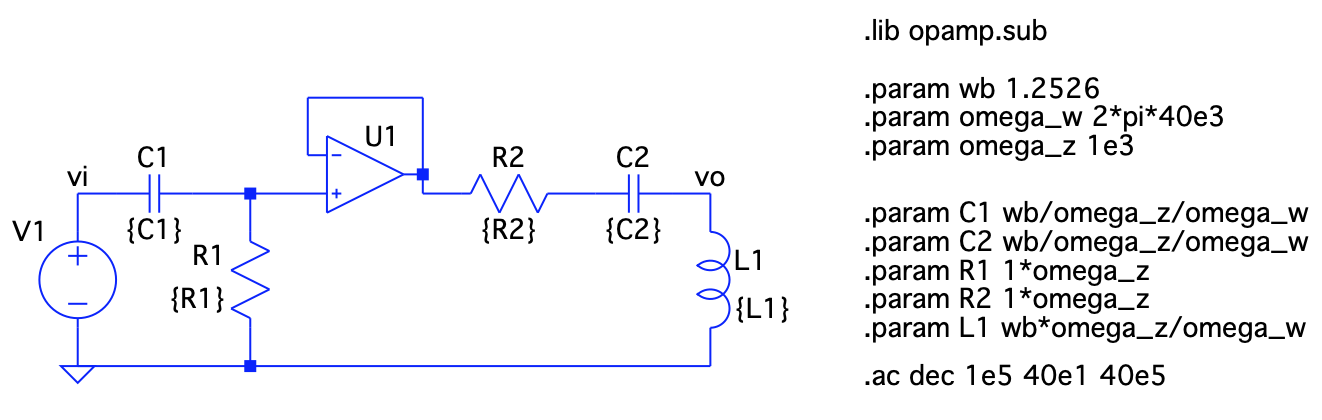 .lib opamp.sub
.param wb 1.2526
.param omega_w 2*pi*40e3
.param omega_z 1e3
.param C1 wb/omega_z/omega_w
.param C2 wb/omega_z/omega_w
.param R1 1*omega_z
.param R2 1*omega_z
.param L1 wb*omega_z/omega_w
.ac dec 1e5 40e1 40e5
U1
C1
R2
C2
vi
vo
{C1}
{R2}
{C2}
V1
R1
L1
{R1}
{L1}